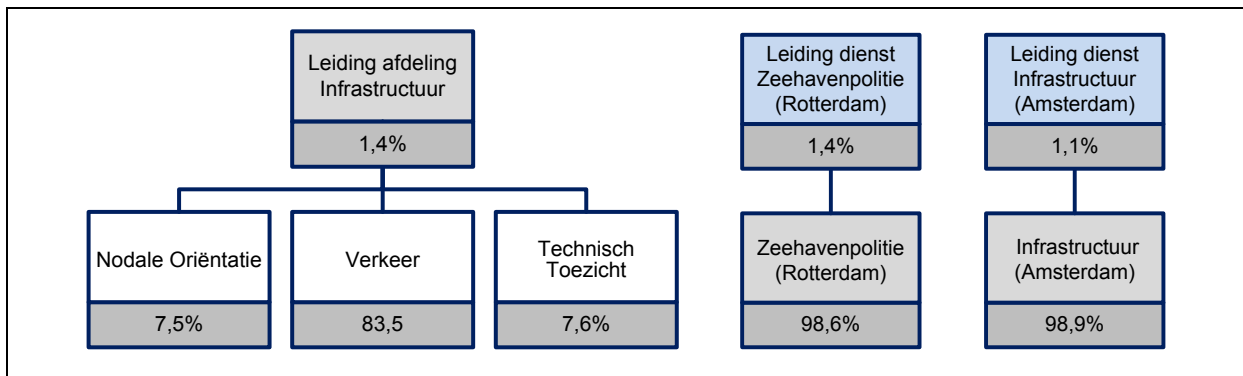 Leiding afdeling
Infrastructuur
1,4%
Leiding dienst
Zeehavenpolitie
(Rotterdam)
1,4%
Leiding dienst
Infrastructuur
(Amsterdam)
1,1%
Nodale Oriëntatie
7,5%
Verkeer
83,5
Technisch
Toezicht
7,6%
Zeehavenpolitie
(Rotterdam)
98,6%
Infrastructuur
(Amsterdam)
98,9%